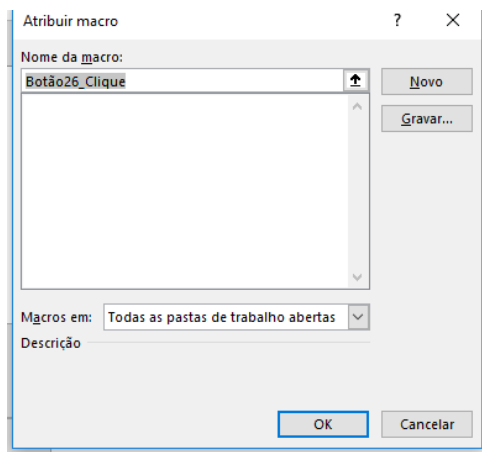 Atribuir macro ? ×
Nome da macro:
Botão26_Clique
Novo
Gravar...
Macros em: Todas as pastas de trabalho abertas
Descrição
OK Cancelar